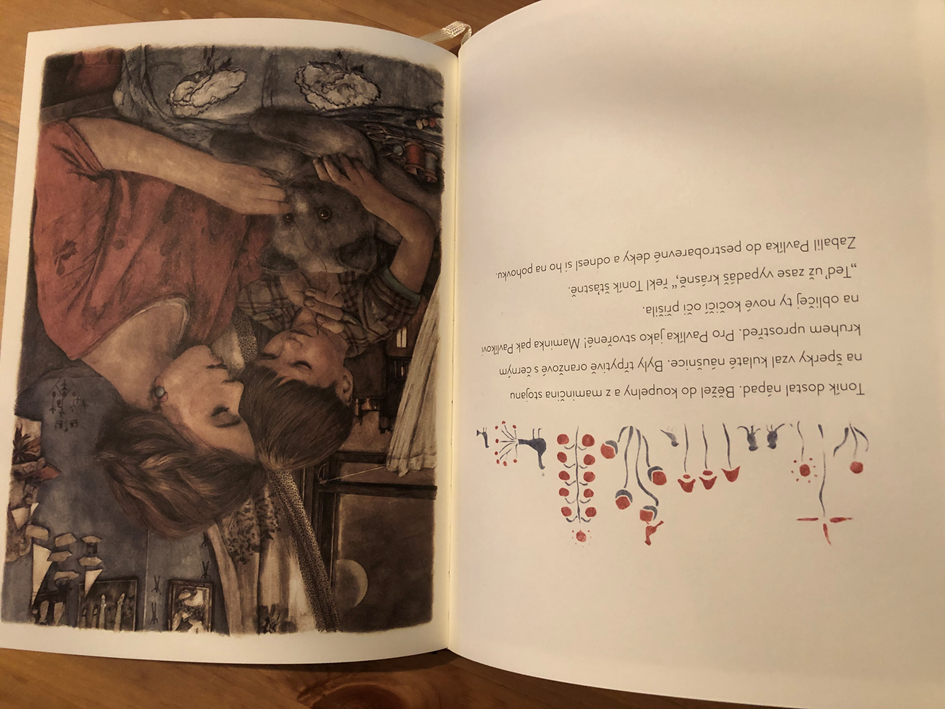 Toník dostal nápad. Běžel do koupelny a z maminčina stojanu
na šperky vzal kulaté náušnice. Byly třpytivě oranžové s černým
kruhem uprostřed. Pro Pavlíka jako stvořené! Maminka pak Pavlíkovi
na obličej ty nové kočičí oči přišila.
„Teď už zase vypadáš krásně,“ řekl Toník šťastně.
Zabalil Pavlíka do pestrobarevné deky a odnesl si ho na pohovku.